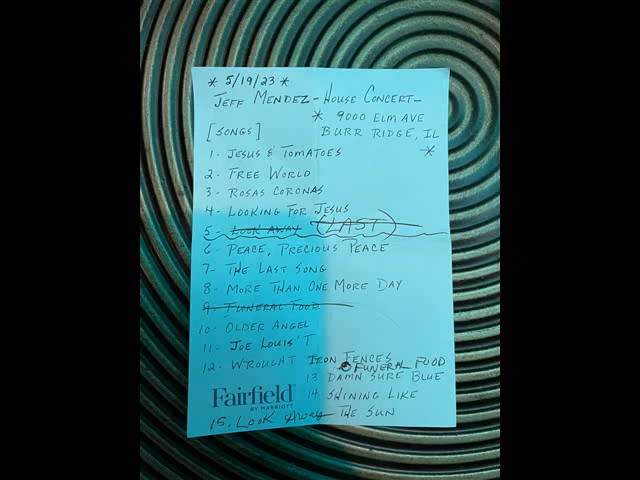 * 5/19/23 *
JEFF MENDEZ - HOUSE CONCERT -
* 9000 ELM AVE
[SONGS] BURR RIDGE, IL
1 - JESUS & TOMATOES *
2 - FREE WORLD
3 - ROSAS CORONAS
4 - LOOKING FOR JESUS
5 - LOOK AWAY (LAST)
6 - PEACE, PRECIOUS PEACE
7 - THE LAST SONG
8 - MORE THAN ONE MORE DAY
9 - FUNERAL FOOD
10 - OLDER ANGEL
11 - JOE LOUIS' T
12 - WROUGHT IRON FENCES
FUNERAL FOOD
13. DAMN SURE BLUE
14. SHINING LIKE
THE SUN
Fairfield
BY MARRIOTT
15. LOOK AWAY